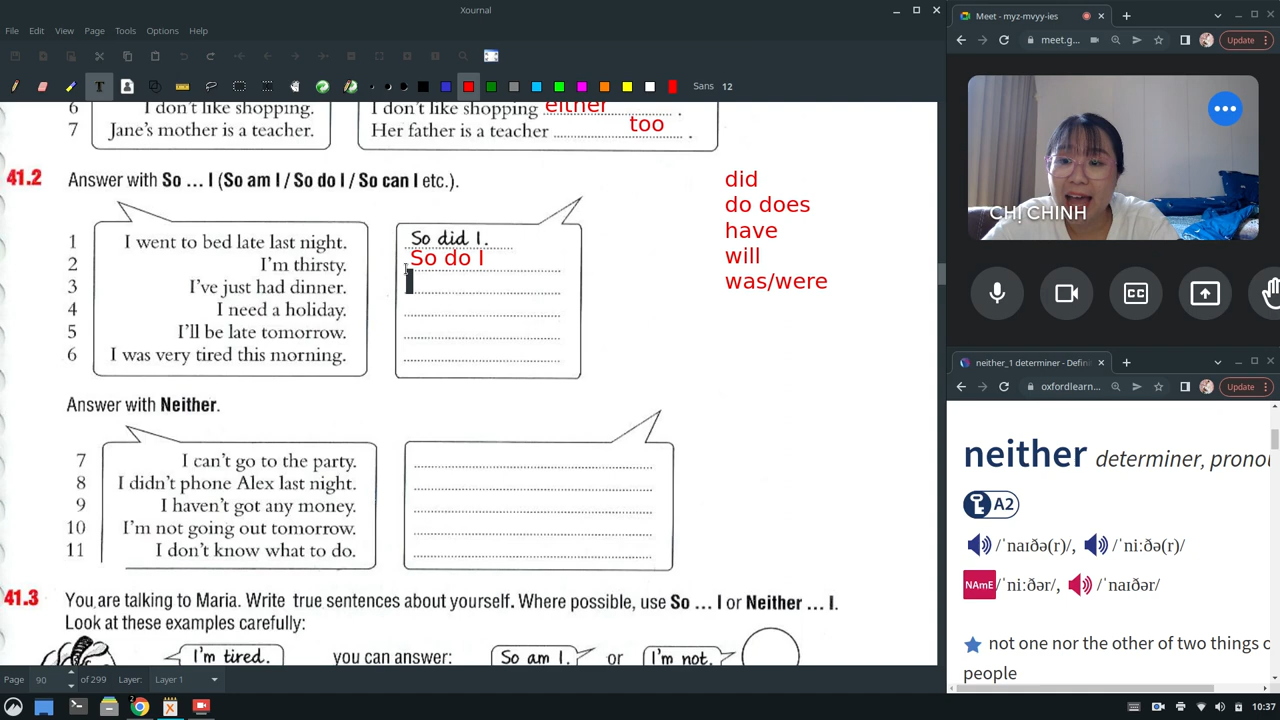 Xournal
File Edit View Page Tools Options Help
Sans 12
6 I don't like shopping. I don't like shopping either .
7 Jane's mother is a teacher. Her father is a teacher too .
41.2 Answer with So … I (So am I / So do I / So can I etc.).
1 I went to bed late last night. So did I.
2 I'm thirsty. So do I
3 I've just had dinner.
4 I need a holiday.
5 I'll be late tomorrow.
6 I was very tired this morning.
did
do does
have
will
was/were
Answer with Neither.
7 I can't go to the party.
8 I didn't phone Alex last night.
9 I haven't got any money.
10 I'm not going out tomorrow.
11 I don't know what to do.
41.3 You are talking to Maria. Write true sentences about yourself. Where possible, use So … I or Neither … I.
Look at these examples carefully:
I'm tired. you can answer: So am I. or I'm not.
Page 90 of 299 Layer: Layer 1
Meet - myz-mvyy-ies
meet.g
Update
CHỊ CHINH
CC
neither_1 determiner - Defin
oxfordlearn
Update
neither determiner, prono
A2
/ˈnaɪðə(r)/, /ˈniːðə(r)/
NAmE /ˈniːðər/, /ˈnaɪðər/
not one nor the other of two things o
people
2
10:37